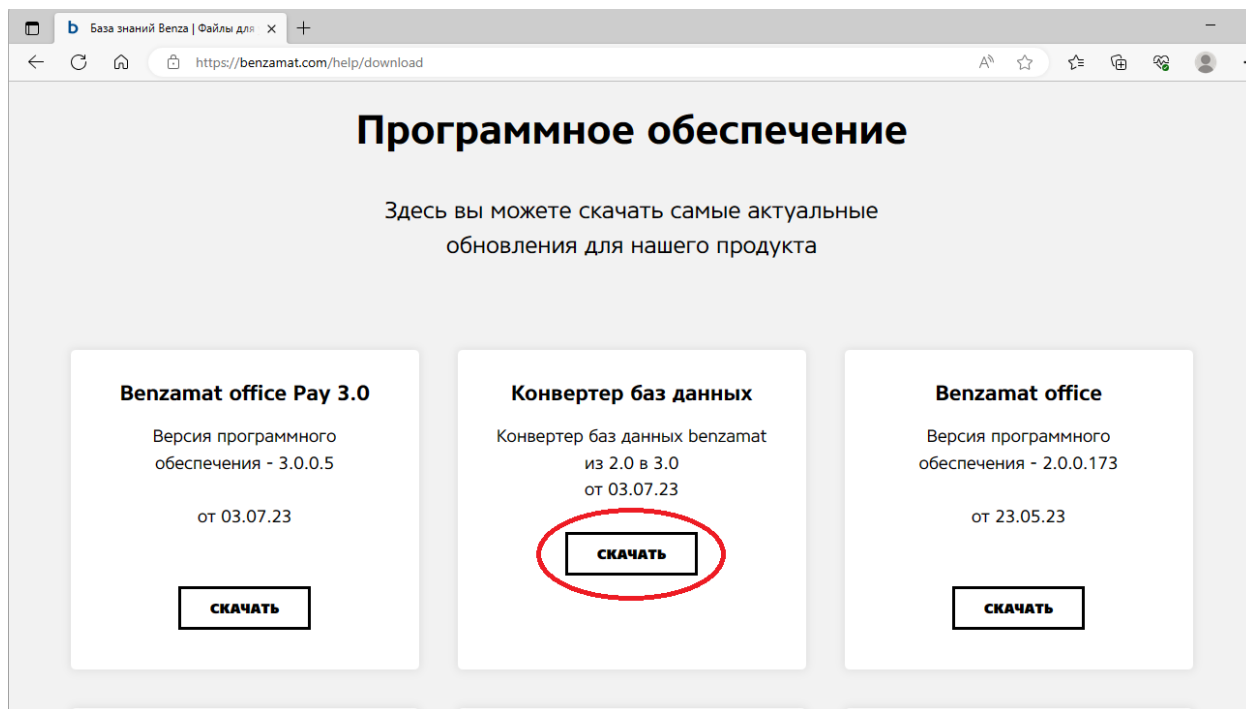 База знаний Benza | Файлы для
https://benzamat.com/help/download
Программное обеспечение
Здесь вы можете скачать самые актуальные
обновления для нашего продукта
Benzamat office Pay 3.0
Версия программного
обеспечения - 3.0.0.5
от 03.07.23
СКАЧАТЬ
Конвертер баз данных
Конвертер баз данных benzamat
из 2.0 в 3.0
от 03.07.23
СКАЧАТЬ
Benzamat office
Версия программного
обеспечения - 2.0.0.173
от 23.05.23
СКАЧАТЬ